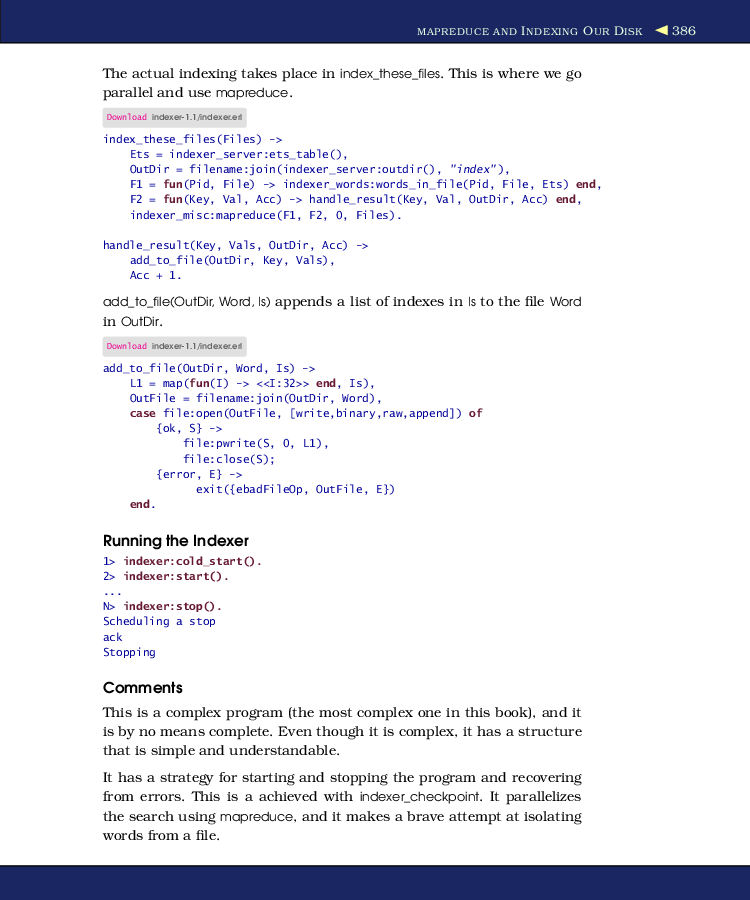 MAPREDUCE AND INDEXING OUR DISK ◀ 386
The actual indexing takes place in index_these_files. This is where we go
parallel and use mapreduce.
Download indexer-1.1/indexer.erl
index_these_files(Files) ->
    Ets = indexer_server:ets_table(),
    OutDir = filename:join(indexer_server:outdir(), "index"),
    F1 = fun(Pid, File) -> indexer_words:words_in_file(Pid, File, Ets) end,
    F2 = fun(Key, Val, Acc) -> handle_result(Key, Val, OutDir, Acc) end,
    indexer_misc:mapreduce(F1, F2, 0, Files).
handle_result(Key, Vals, OutDir, Acc) ->
    add_to_file(OutDir, Key, Vals),
    Acc + 1.
add_to_file(OutDir, Word, Is) appends a list of indexes in Is to the file Word
in OutDir.
Download indexer-1.1/indexer.erl
add_to_file(OutDir, Word, Is) ->
    L1 = map(fun(I) -> <<I:32>> end, Is),
    OutFile = filename:join(OutDir, Word),
    case file:open(OutFile, [write,binary,raw,append]) of
        {ok, S} ->
            file:pwrite(S, 0, L1),
            file:close(S);
        {error, E} ->
              exit({ebadFileOp, OutFile, E})
    end.
Running the Indexer
1> indexer:cold_start().
2> indexer:start().
...
N> indexer:stop().
Scheduling a stop
ack
Stopping
Comments
This is a complex program (the most complex one in this book), and it
is by no means complete. Even though it is complex, it has a structure
that is simple and understandable.
It has a strategy for starting and stopping the program and recovering
from errors. This is a achieved with indexer_checkpoint. It parallelizes
the search using mapreduce, and it makes a brave attempt at isolating
words from a file.